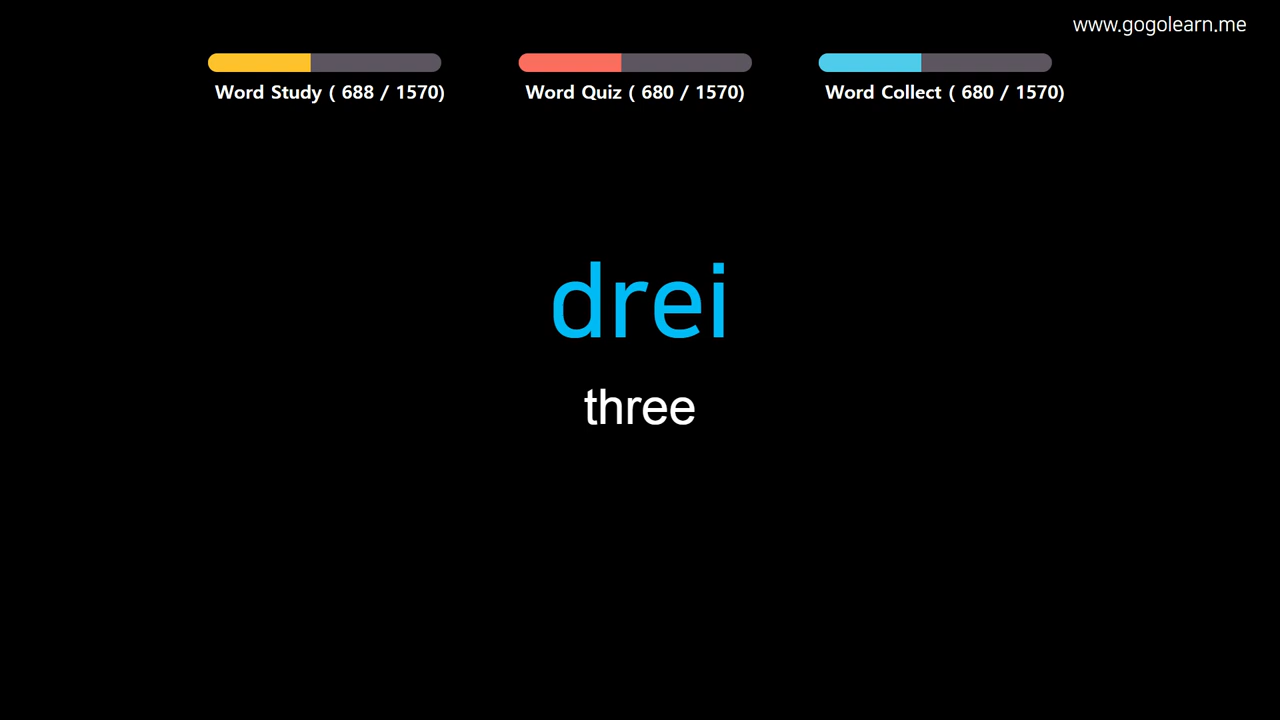 www.gogolearn.me
Word Study ( 688 / 1570)
Word Quiz ( 680 / 1570)
Word Collect ( 680 / 1570)
drei
three